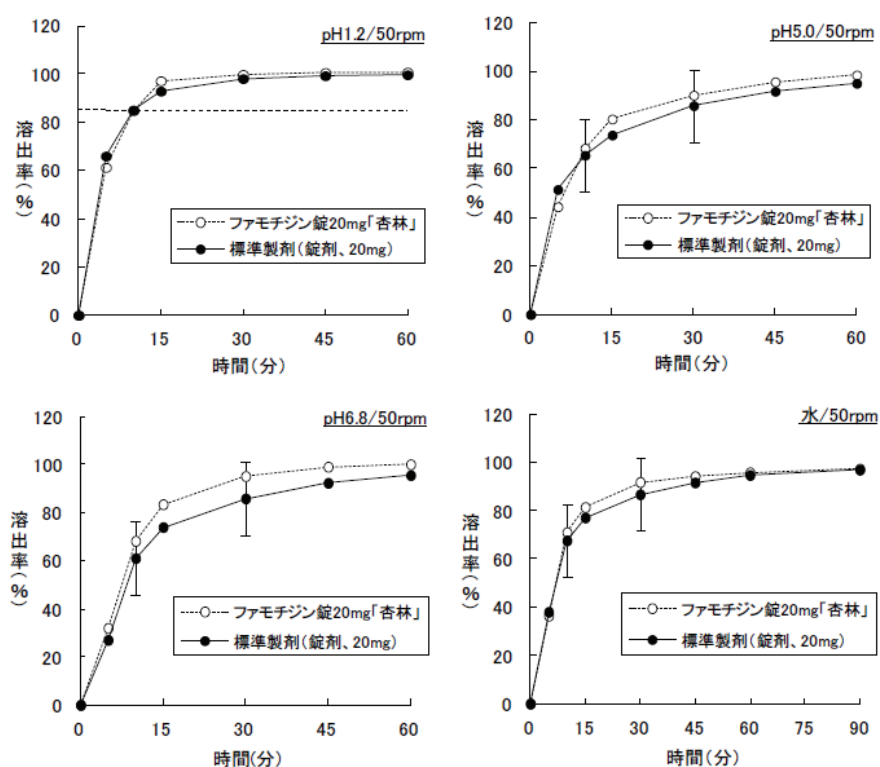 pH1.2/50rpm
120
100
80
60
40
20
0
溶出率(%)
0 15 30 45 60
時間(分)
ファモチジン錠20mg「杏林」
標準製剤(錠剤、20mg)
pH5.0/50rpm
120
100
80
60
40
20
0
溶出率(%)
0 15 30 45 60
時間(分)
ファモチジン錠20mg「杏林」
標準製剤(錠剤、20mg)
pH6.8/50rpm
120
100
80
60
40
20
0
溶出率(%)
0 15 30 45 60
時間(分)
ファモチジン錠20mg「杏林」
標準製剤(錠剤、20mg)
水/50rpm
120
100
80
60
40
20
0
溶出率(%)
0 15 30 45 60 75 90
時間(分)
ファモチジン錠20mg「杏林」
標準製剤(錠剤、20mg)